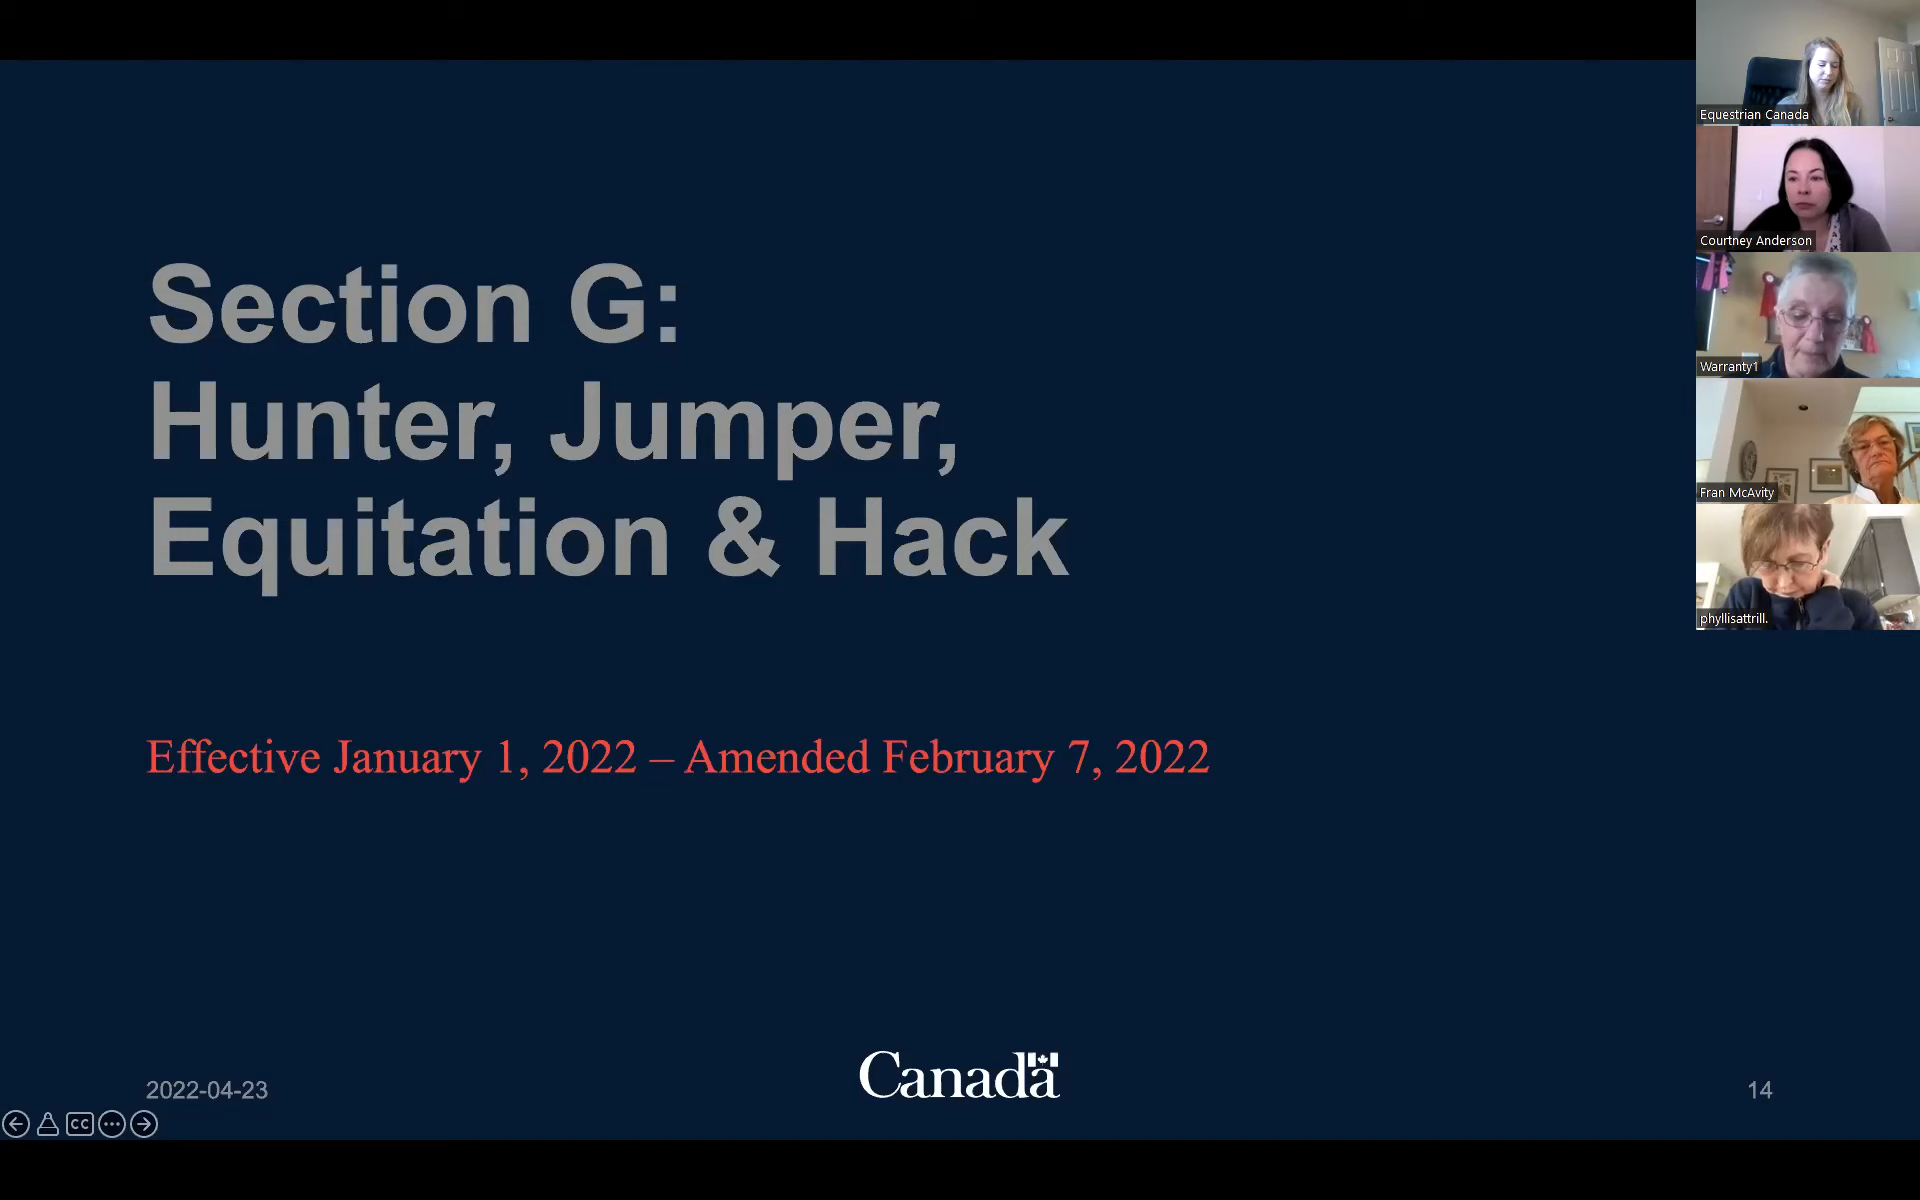 Section G:
Hunter, Jumper,
Equitation & Hack
Effective January 1, 2022 – Amended February 7, 2022
2022-04-23
Canada
14
CC
Equestrian Canada
Courtney Anderson
Warranty1
Fran McAvity
phyllisattrill.